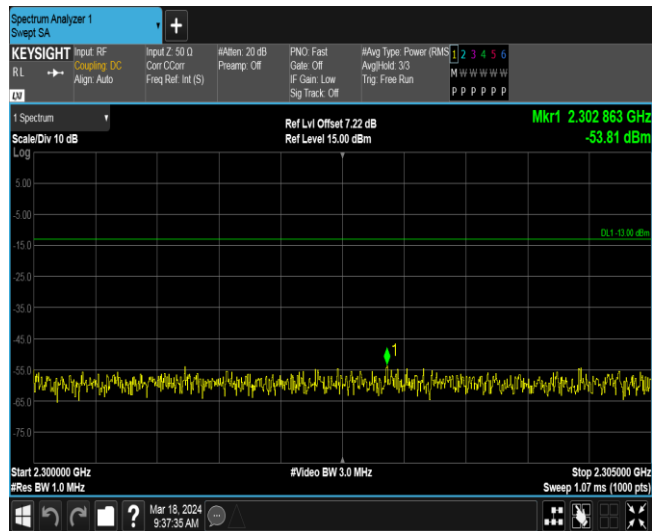 Spectrum Analyzer 1
Swept SA
KEYSIGHT
RL
LXI
Input: RF
Coupling: DC
Align: Auto
Input Z: 50 Ω
Corr CCorr
Freq Ref: Int (S)
#Atten: 20 dB
Preamp: Off
PNO: Fast
Gate: Off
IF Gain: Low
Sig Track: Off
#Avg Type: Power (RMS
Avg|Hold: 3/3
Trig: Free Run
1 2 3 4 5 6
M W W W W W
P P P P P P
1 Spectrum
Scale/Div 10 dB
Log
Ref Lvl Offset 7.22 dB
Ref Level 15.00 dBm
Mkr1 2.302 863 GHz
-53.81 dBm
5.00
-5.00
DL1 -13.00 dBm
-15.0
-25.0
-35.0
-45.0
1
-55.0
-65.0
-75.0
Start 2.300000 GHz
#Res BW 1.0 MHz
#Video BW 3.0 MHz
Stop 2.305000 GHz
Sweep 1.07 ms (1000 pts)
?
Mar 18, 2024
9:37:35 AM